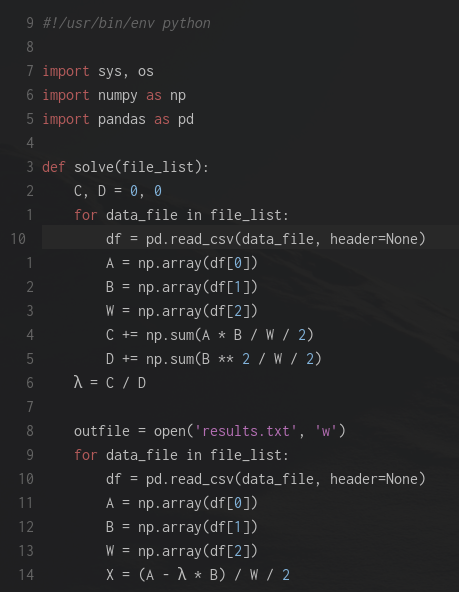 9 #!/usr/bin/env python
8
7 import sys, os
6 import numpy as np
5 import pandas as pd
4
3 def solve(file_list):
2     C, D = 0, 0
1     for data_file in file_list:
10         df = pd.read_csv(data_file, header=None)
1         A = np.array(df[0])
2         B = np.array(df[1])
3         W = np.array(df[2])
4         C += np.sum(A * B / W / 2)
5         D += np.sum(B ** 2 / W / 2)
6     λ = C / D
7
8     outfile = open('results.txt', 'w')
9     for data_file in file_list:
10         df = pd.read_csv(data_file, header=None)
11         A = np.array(df[0])
12         B = np.array(df[1])
13         W = np.array(df[2])
14         X = (A - λ * B) / W / 2